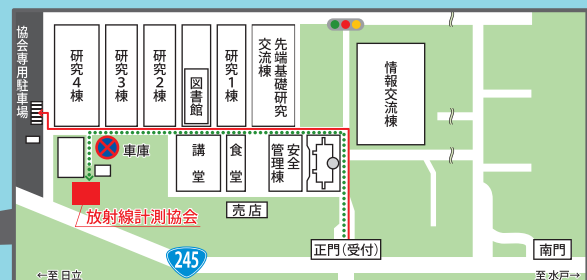 協会専用駐車場
研究4棟
研究3棟
研究2棟
図書館
研究1棟
先端基礎研究
交流棟
情報交流棟
車庫
講堂
食堂
安全
管理棟
放射線計測協会
売店
245
正門(受付)
南門
←至日立
至水戸→